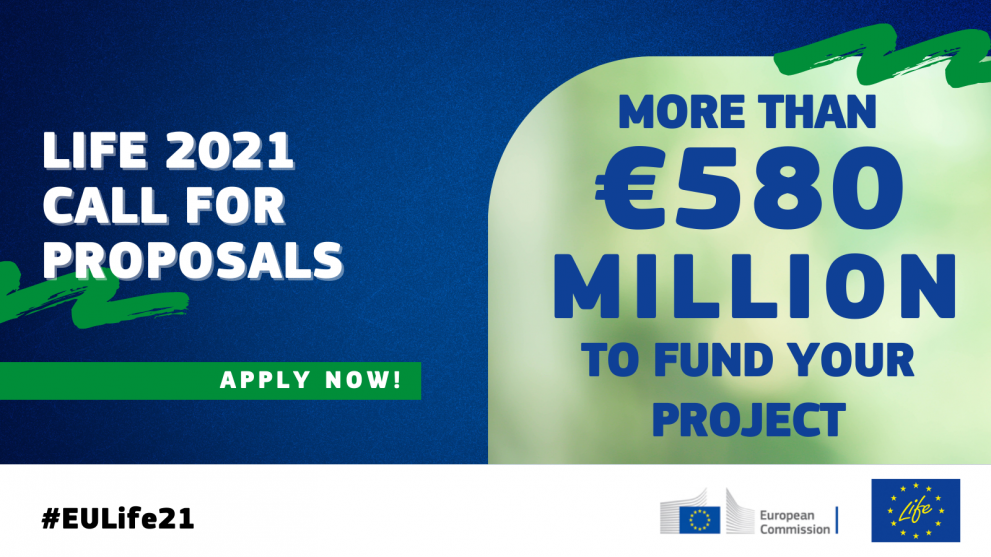 LIFE 2021
CALL FOR
PROPOSALS
APPLY NOW!
MORE THAN
€580
MILLION
TO FUND YOUR
PROJECT
#EULife21
European
Commission
Life